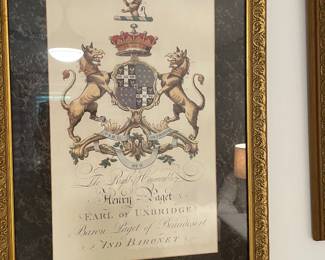 The Right Honourable
Henry Paget
EARL OF UXBRIDGE
Baron Paget of Beaudesert
AND BARONET